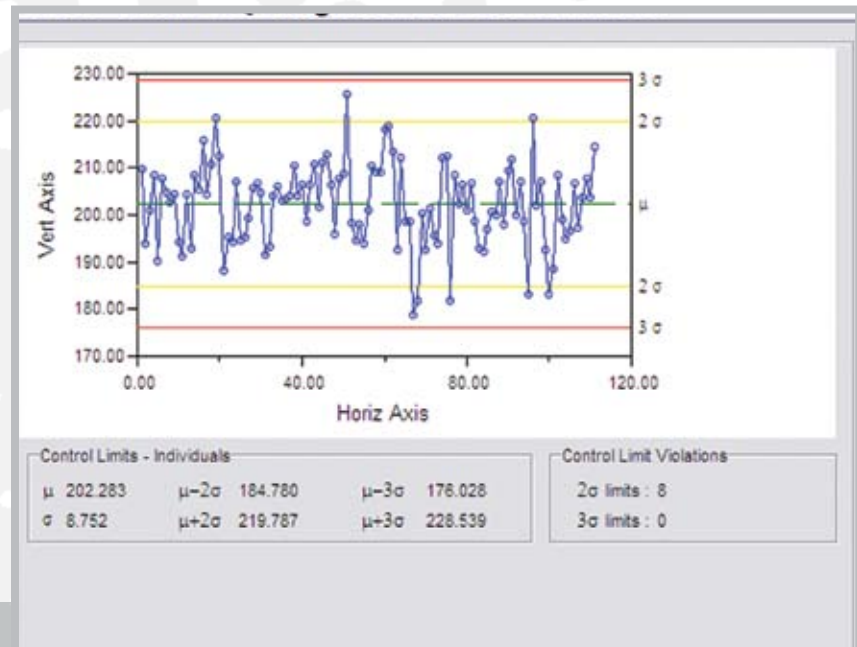 230.00
3 σ
220.00
2 σ
210.00
200.00
μ
190.00
2 σ
180.00
3 σ
170.00
0.00 40.00 80.00 120.00
Vert Axis
Horiz Axis
Control Limits - Individuals
μ 202.283 μ−2σ 184.780 μ−3σ 176.028
σ 8.752 μ+2σ 219.787 μ+3σ 228.539
Control Limit Violations
2σ limits : 8
3σ limits : 0